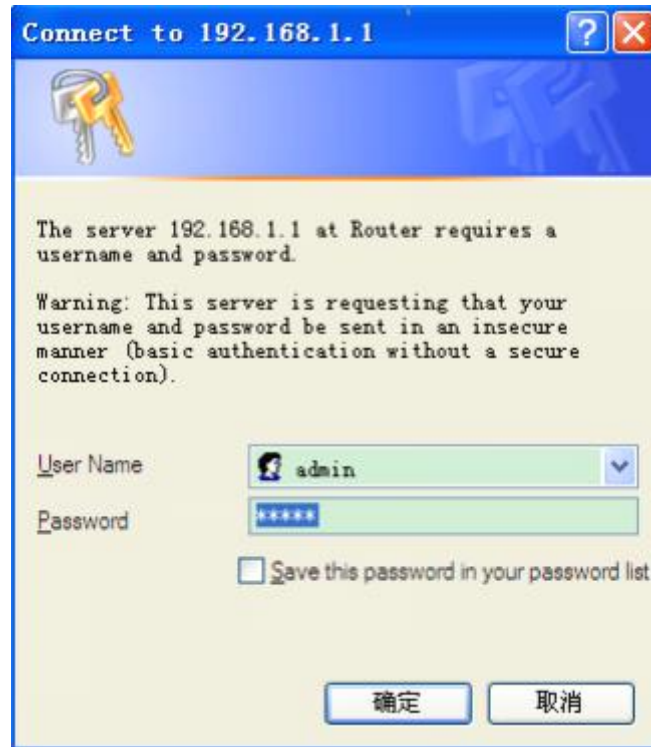 Connect to 192.168.1.1
The server 192.168.1.1 at Router requires a
username and password.
Warning: This server is requesting that your
username and password be sent in an insecure
manner (basic authentication without a secure
connection).
User Name
admin
Password
*****
Save this password in your password list
确定
取消